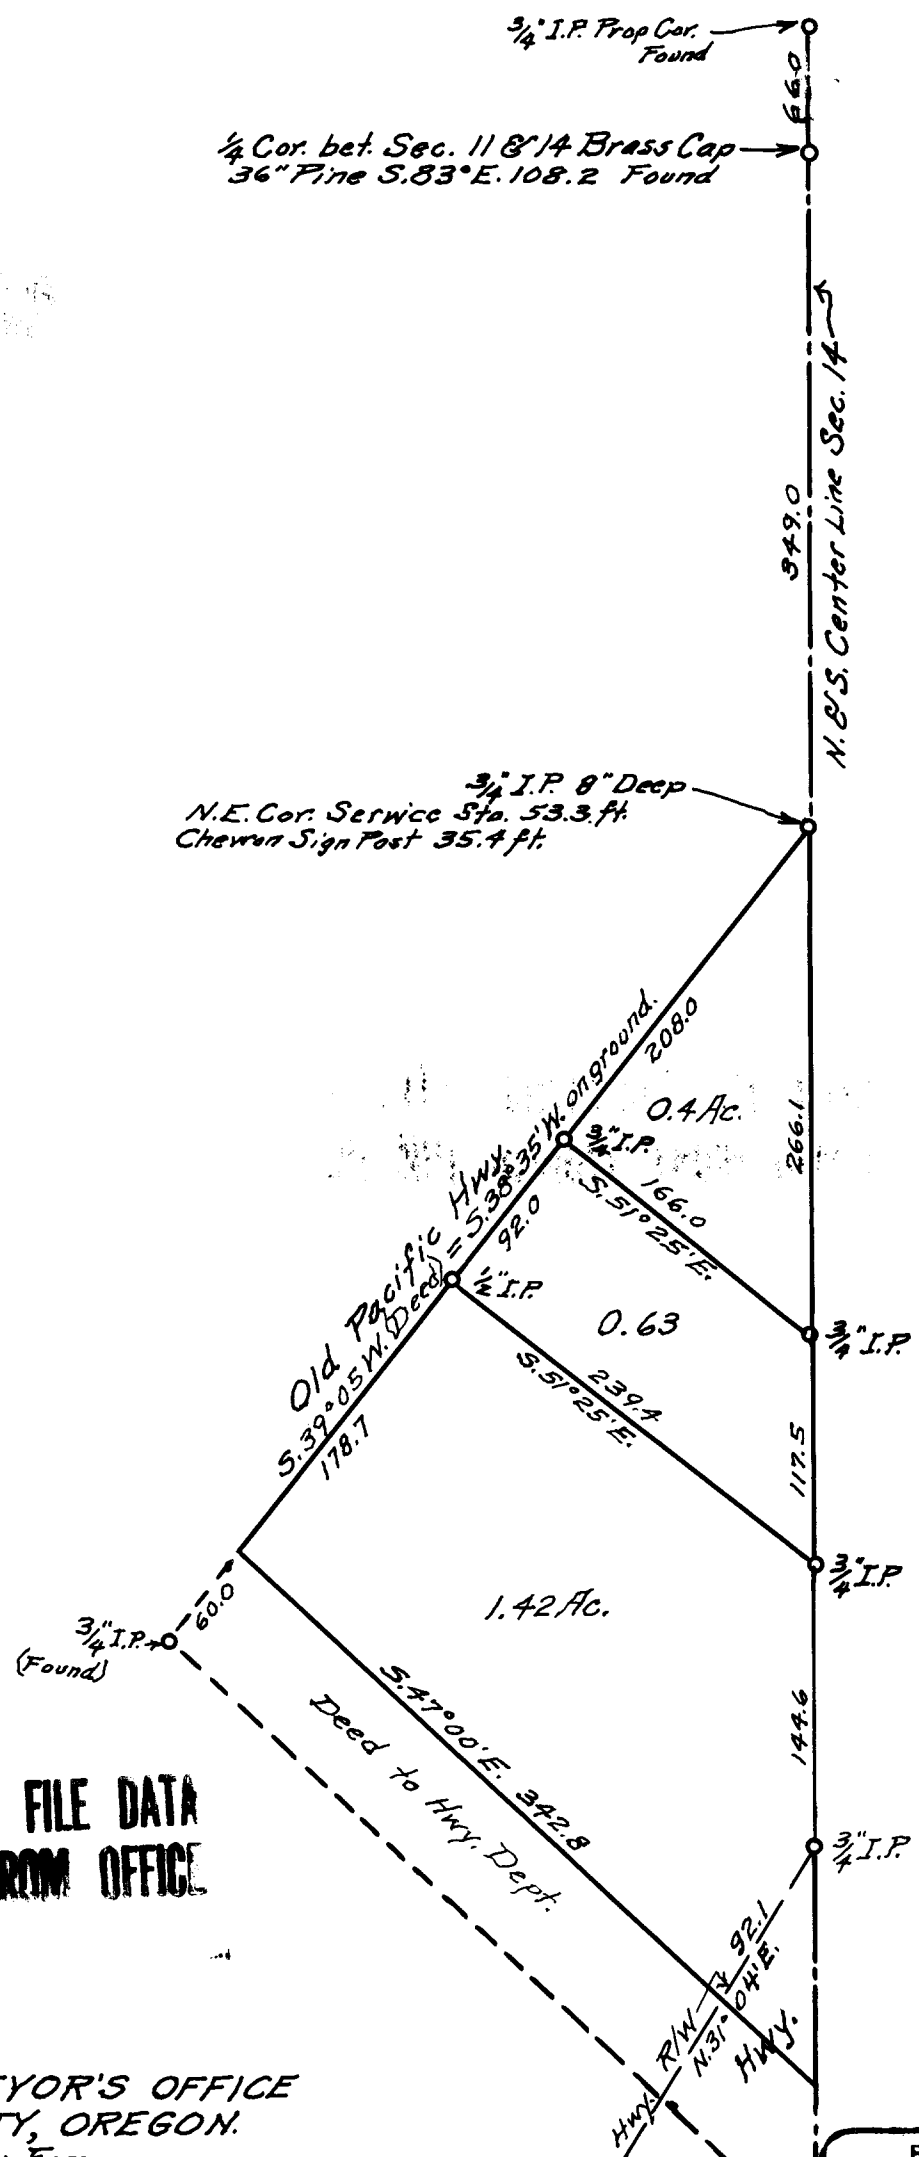 3/4" I.P. Prop Cor.
Found
66.0
1/4 Cor. bet. Sec. 11 & 14 Brass Cap
36" Pine S.83°E. 108.2 Found
N. & S. Center Line Sec. 14
349.0
3/4" I.P. 8" Deep
N.E. Cor. Service Sta. 53.3 ft.
Chevron Sign Post 35.4 ft.
208.0
0.4 Ac.
266.1
3/4" I.P.
166.0
S.51°25'E.
Old Pacific Hwy.
S.39°05'W. (Deed) = S.38°35'W. on ground.
92.0
1/2" I.P.
0.63
3/4" I.P.
239.4
S.51°25'E.
178.7
117.5
3/4" I.P.
60.0
1.42 Ac.
3/4" I.P.
(Found)
S.47°00'E. 342.8
144.6
Deed to Hwy. Dept.
3/4" I.P.
92.1
N.31°04'E.
R/W
Hwy.
Hwy.
FILE DATA
ROM OFFICE
YOR'S OFFICE
TY, OREGON.